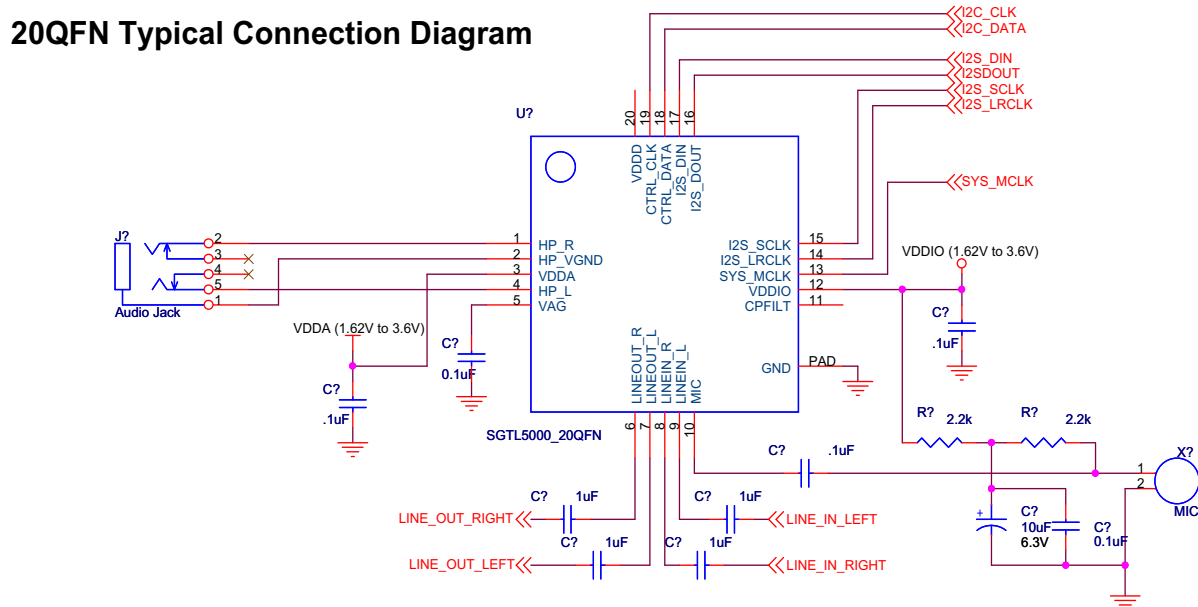 20QFN Typical Connection Diagram
I2C_CLK
I2C_DATA
I2S_DIN
I2SDOUT
I2S_SCLK
I2S_LRCLK
SYS_MCLK
U?
20
19
18
17
16
VDDD
CTRL_CLK
CTRL_DATA
I2S_DIN
I2S_DOUT
J?
2
3
4
5
1
Audio Jack
1
2
3
4
5
HP_R
HP_VGND
VDDA
HP_L
VAG
I2S_SCLK
I2S_LRCLK
SYS_MCLK
VDDIO
CPFILT
15
14
13
12
11
VDDIO (1.62V to 3.6V)
C?
.1uF
VDDA (1.62V to 3.6V)
C?
0.1uF
C?
.1uF
GND
PAD
LINEOUT_R
LINEOUT_L
LINEIN_R
LINEIN_L
MIC
6
7
8
9
10
SGTL5000_20QFN
R?
2.2k
R?
2.2k
C?
.1uF
X?
1
2
MIC
C?
1uF
LINE_OUT_RIGHT
C?
1uF
LINE_IN_LEFT
C?
1uF
LINE_OUT_LEFT
C?
1uF
LINE_IN_RIGHT
+
C?
10uF
6.3V
C?
0.1uF